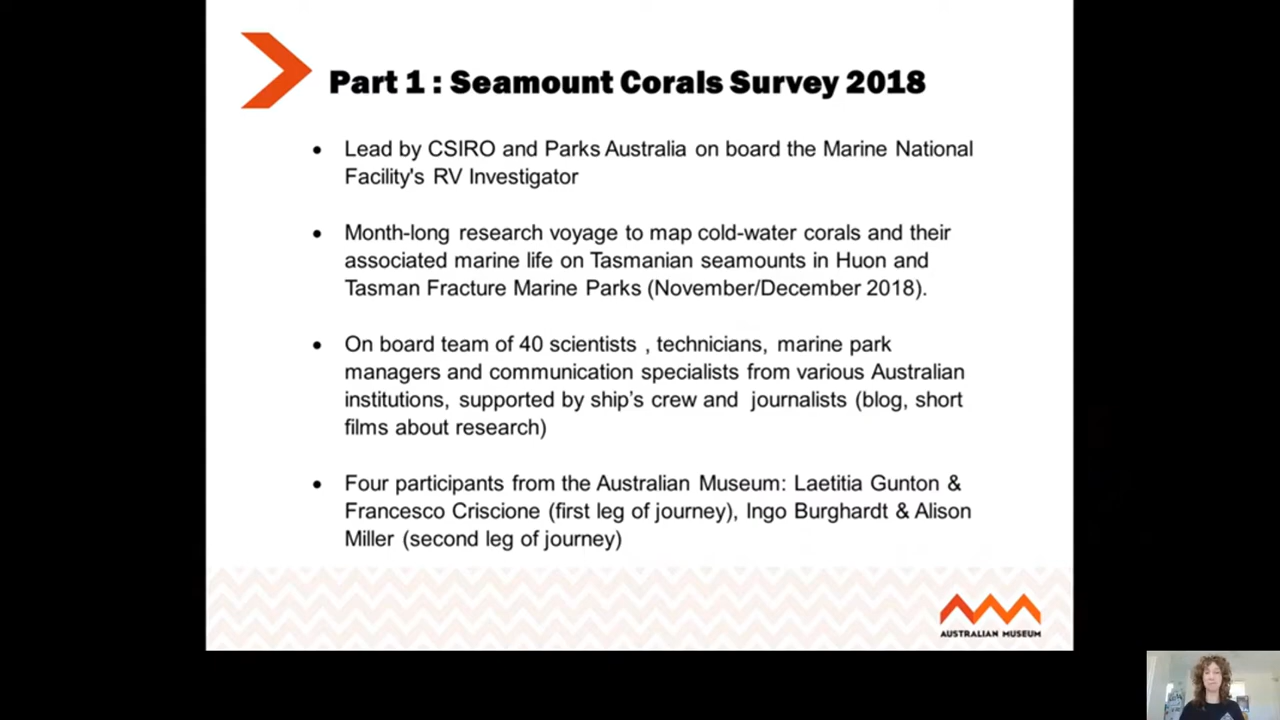 Part 1 : Seamount Corals Survey 2018
• Lead by CSIRO and Parks Australia on board the Marine National
Facility's RV Investigator
• Month-long research voyage to map cold-water corals and their
associated marine life on Tasmanian seamounts in Huon and
Tasman Fracture Marine Parks (November/December 2018).
• On board team of 40 scientists , technicians, marine park
managers and communication specialists from various Australian
institutions, supported by ship’s crew and  journalists (blog, short
films about research)
• Four participants from the Australian Museum: Laetitia Gunton &
Francesco Criscione (first leg of journey), Ingo Burghardt & Alison
Miller (second leg of journey)
AUSTRALIAN MUSEUM